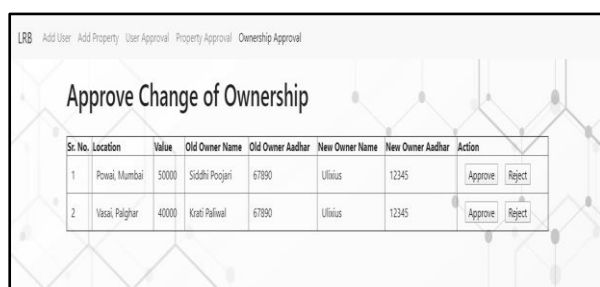 LRB Add User Add Property User Approval Property Approval Ownership Approval
Approve Change of Ownership
Sr. No. Location Value Old Owner Name Old Owner Aadhar New Owner Name New Owner Aadhar Action
1 Powai, Mumbai 50000 Siddhi Poojari 67890 Ulixius 12345 Approve Reject
2 Vasai, Palghar 40000 Krati Paliwal 67890 Ulixius 12345 Approve Reject